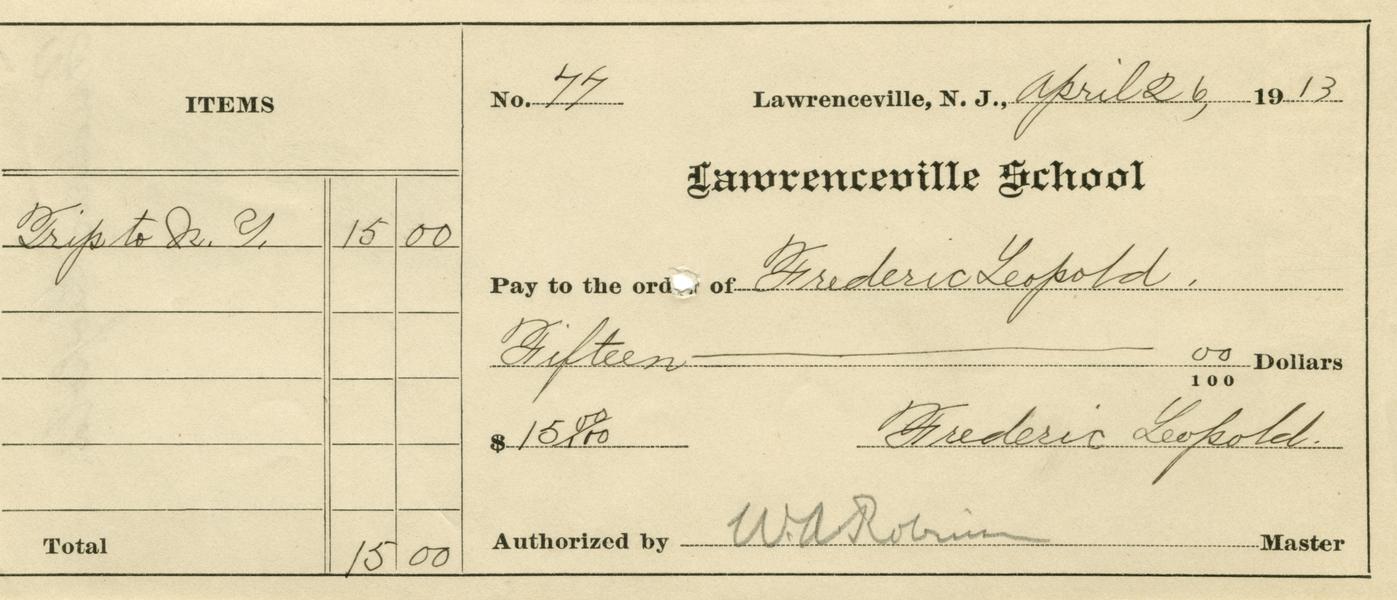 ITEMS
Trip to N. Y. 15 00
Total 15 00
No. 77 Lawrenceville, N. J., April 26, 1913
Lawrenceville School
Pay to the order of Frederic Leopold.
Fifteen 00/100 Dollars
$ 15 00/100 Frederic Leopold.
Authorized by W. A. Robinson Master